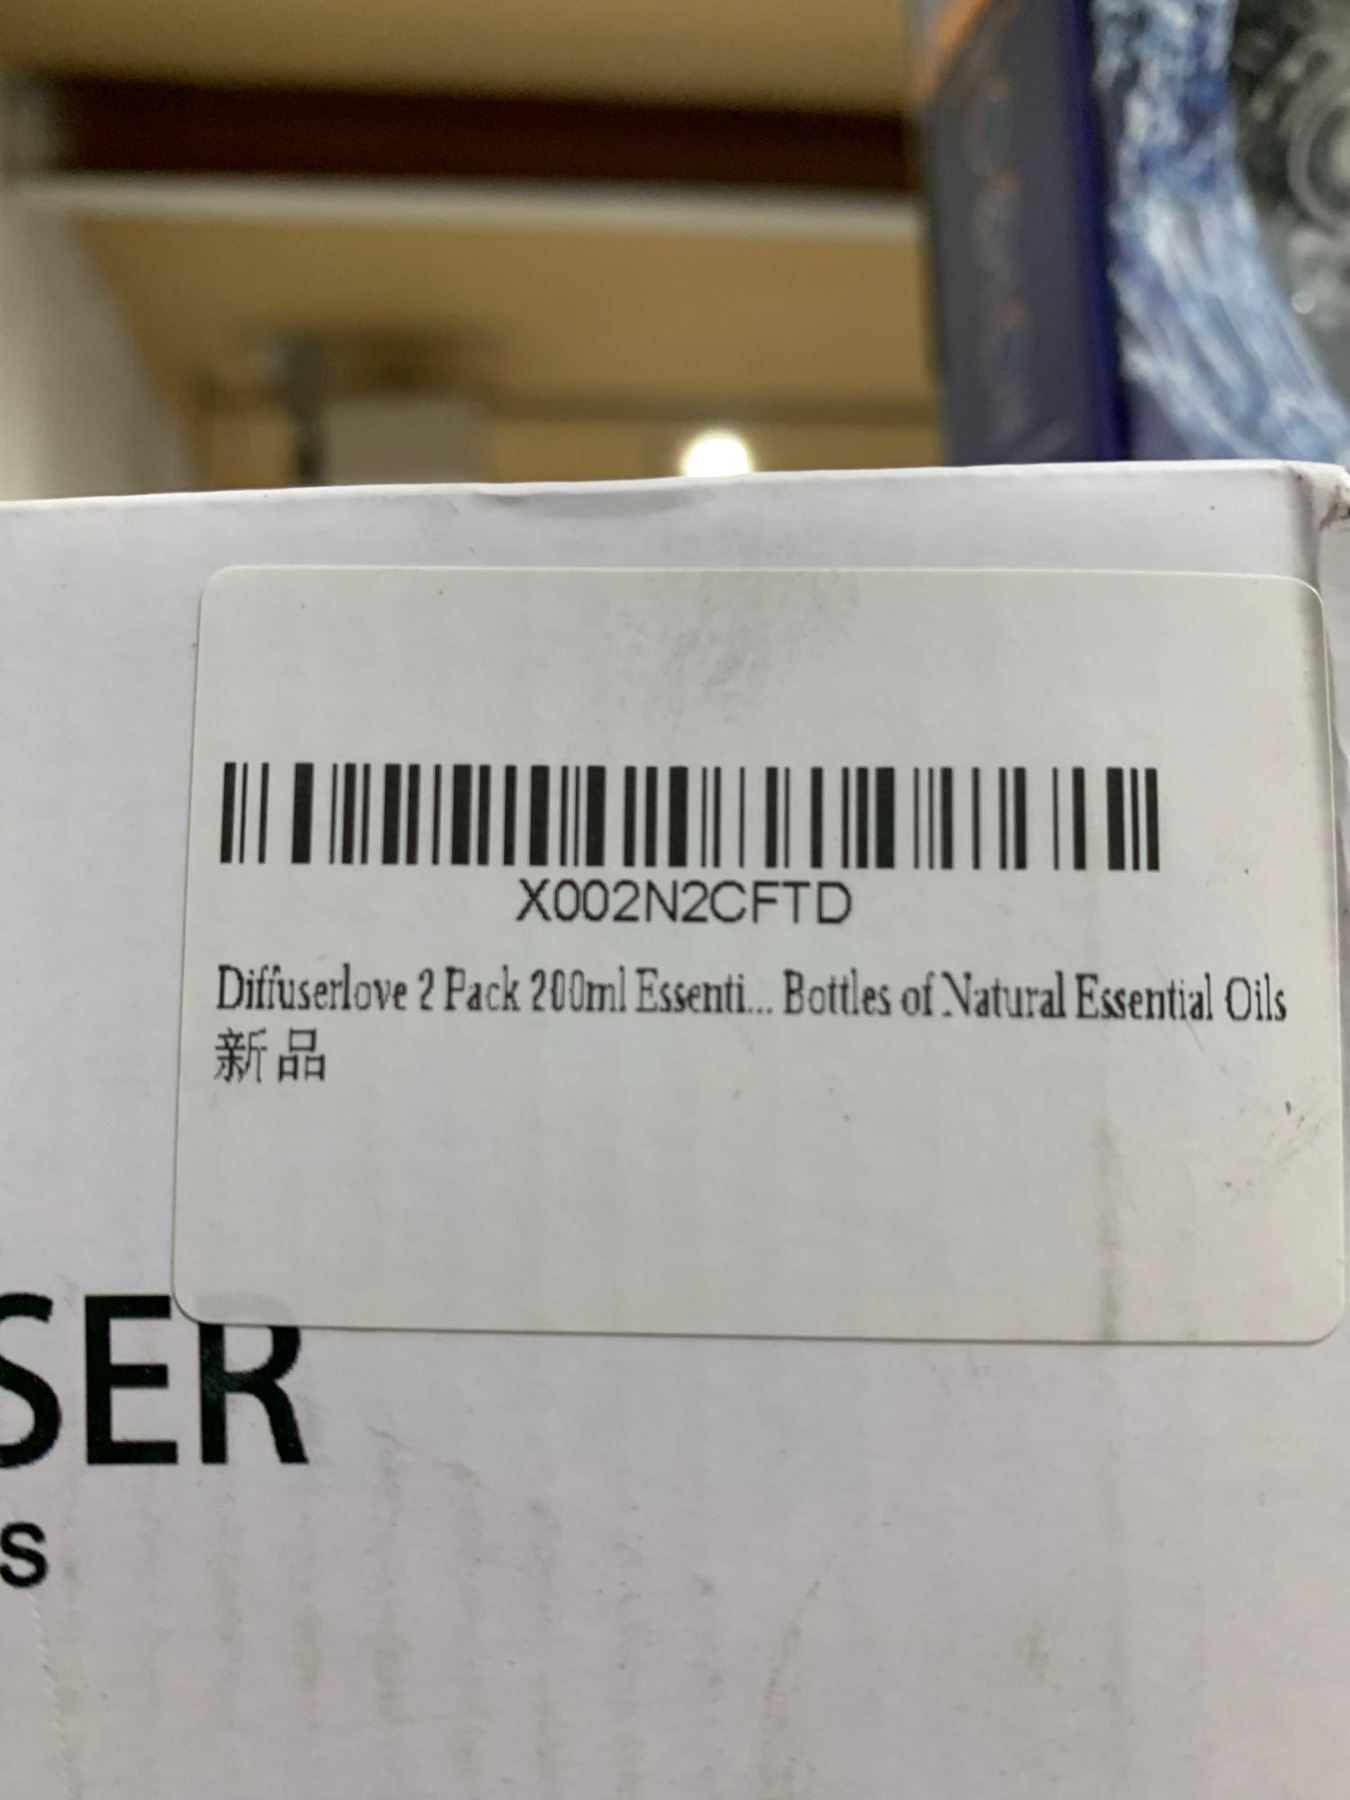 X002N2CFTD
Diffuserlove 2 Pack 200ml Essenti... Bottles of Natural Essential Oils
新品
SER
s